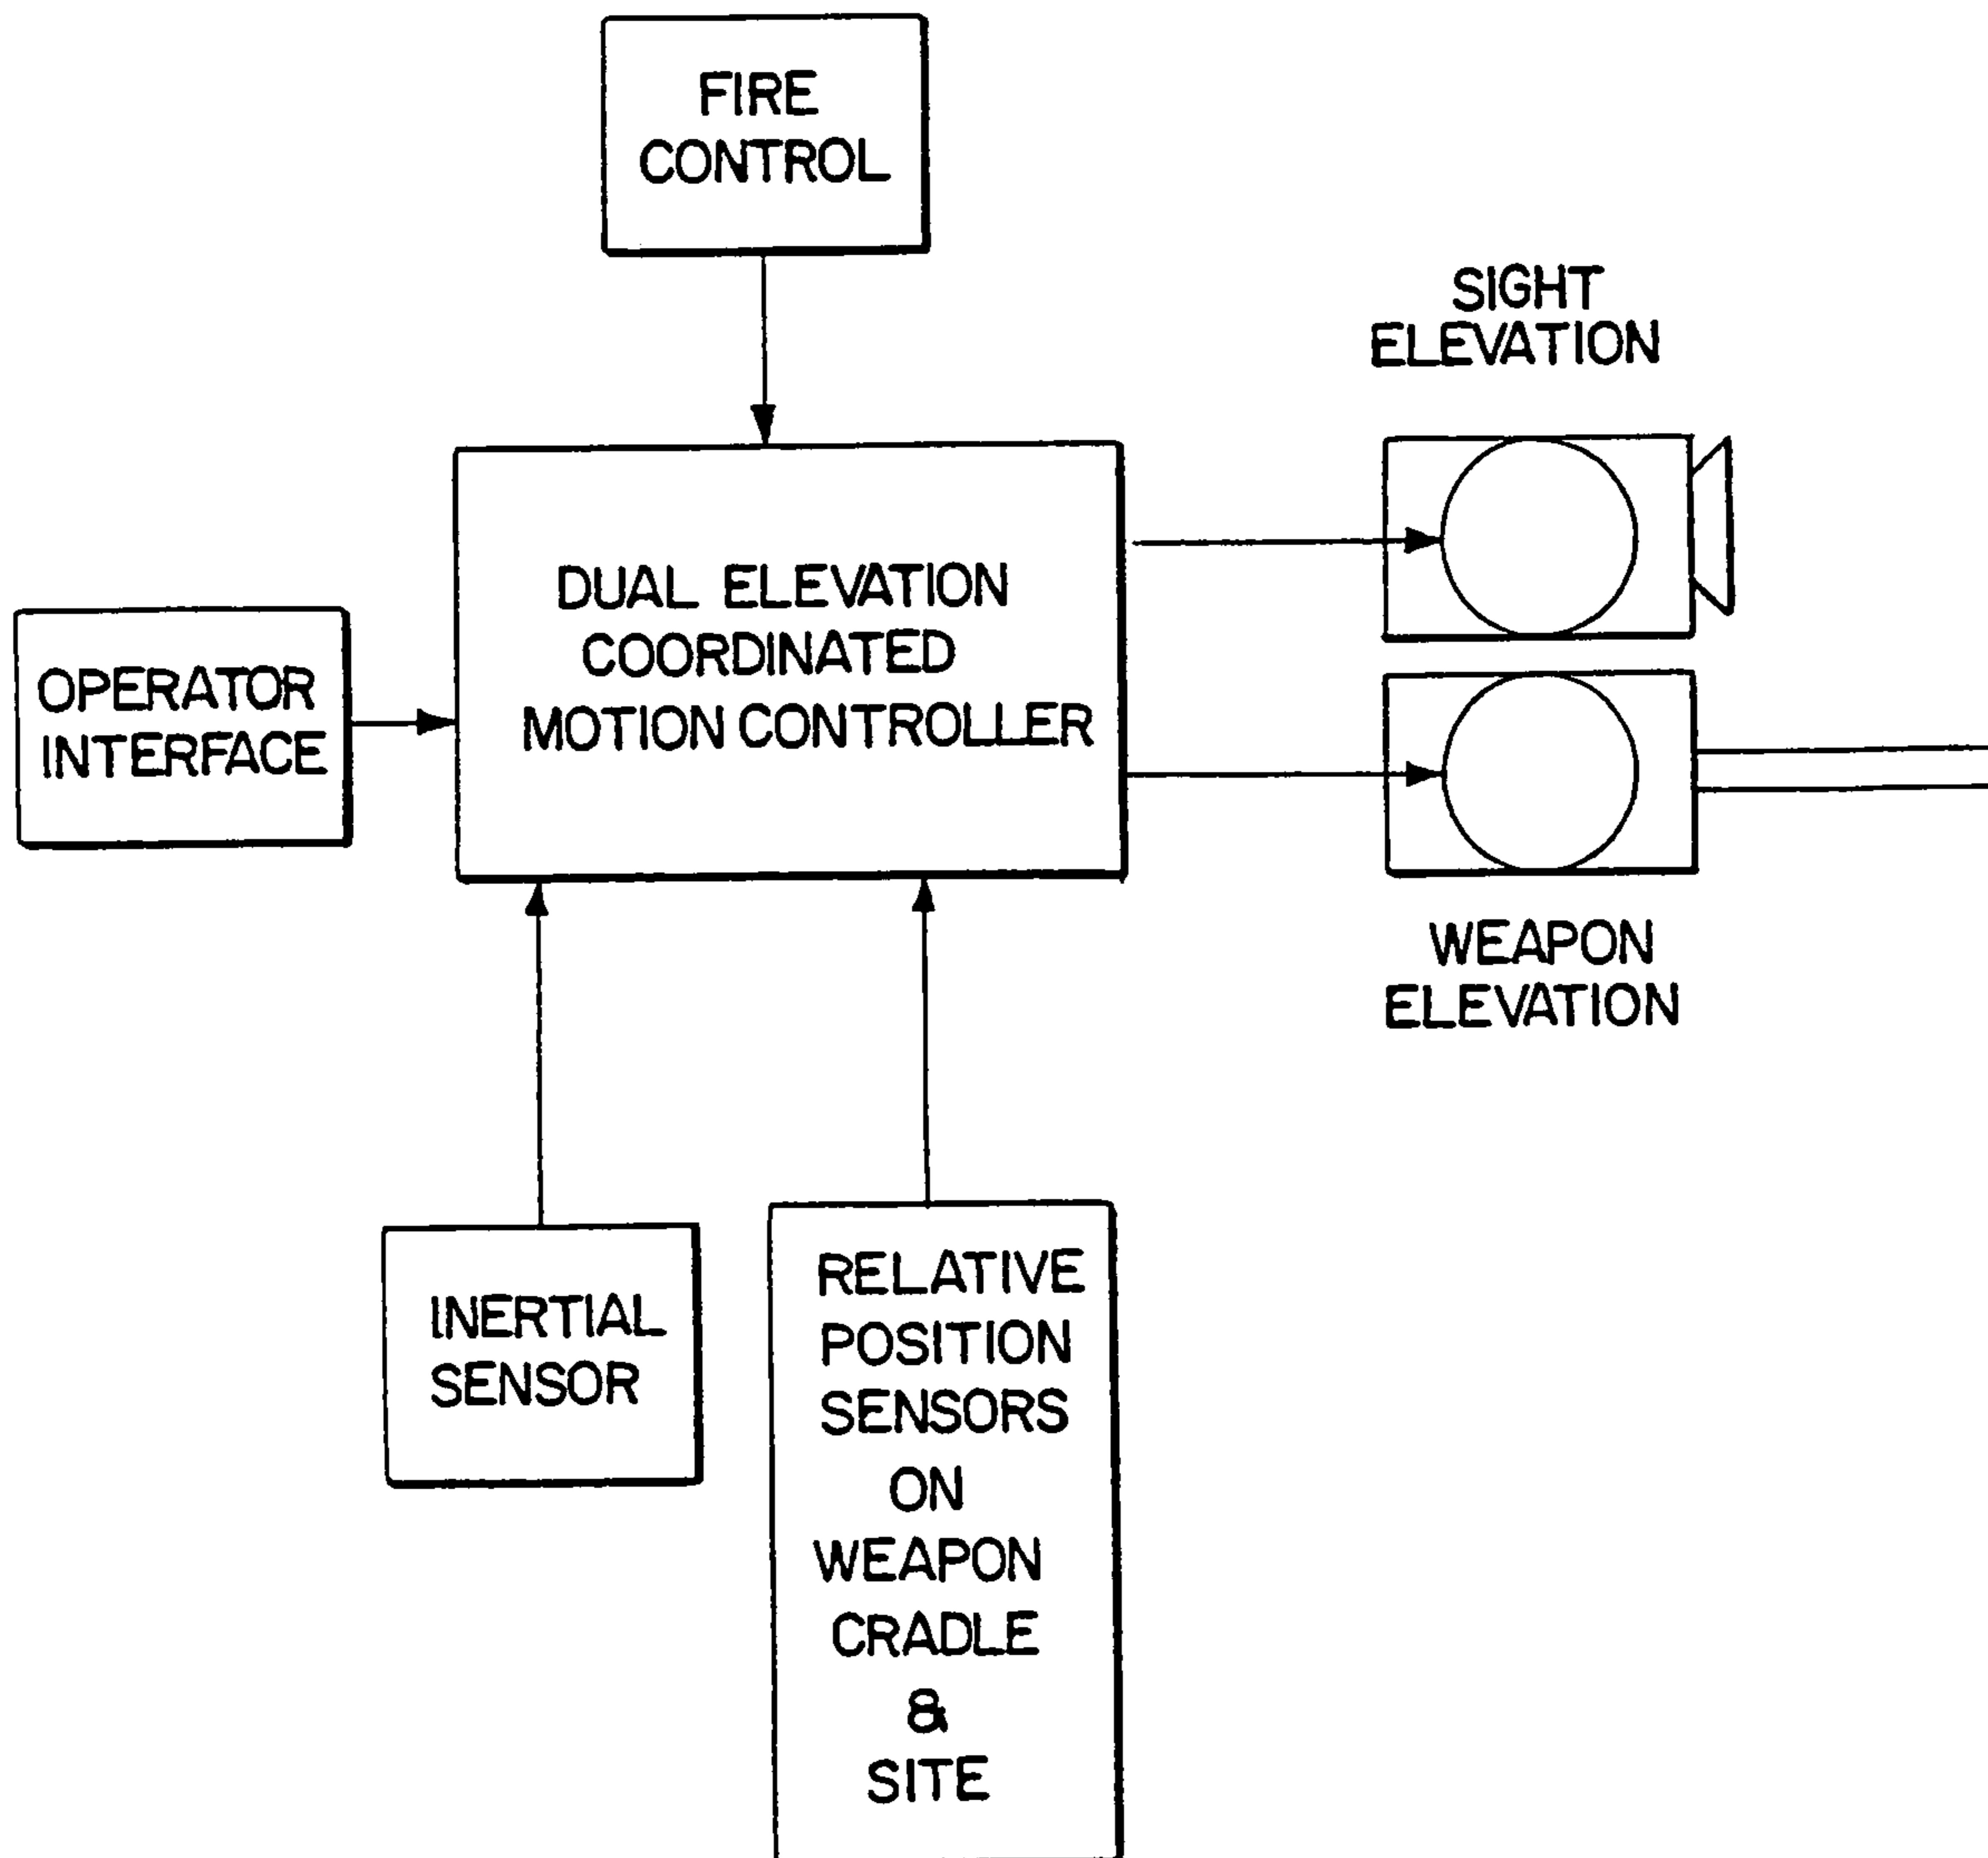 FIRE
CONTROL
SIGHT
ELEVATION
DUAL ELEVATION
COORDINATED
MOTION CONTROLLER
OPERATOR
INTERFACE
WEAPON
ELEVATION
INERTIAL
SENSOR
RELATIVE
POSITION
SENSORS
ON
WEAPON
CRADLE
&
SITE